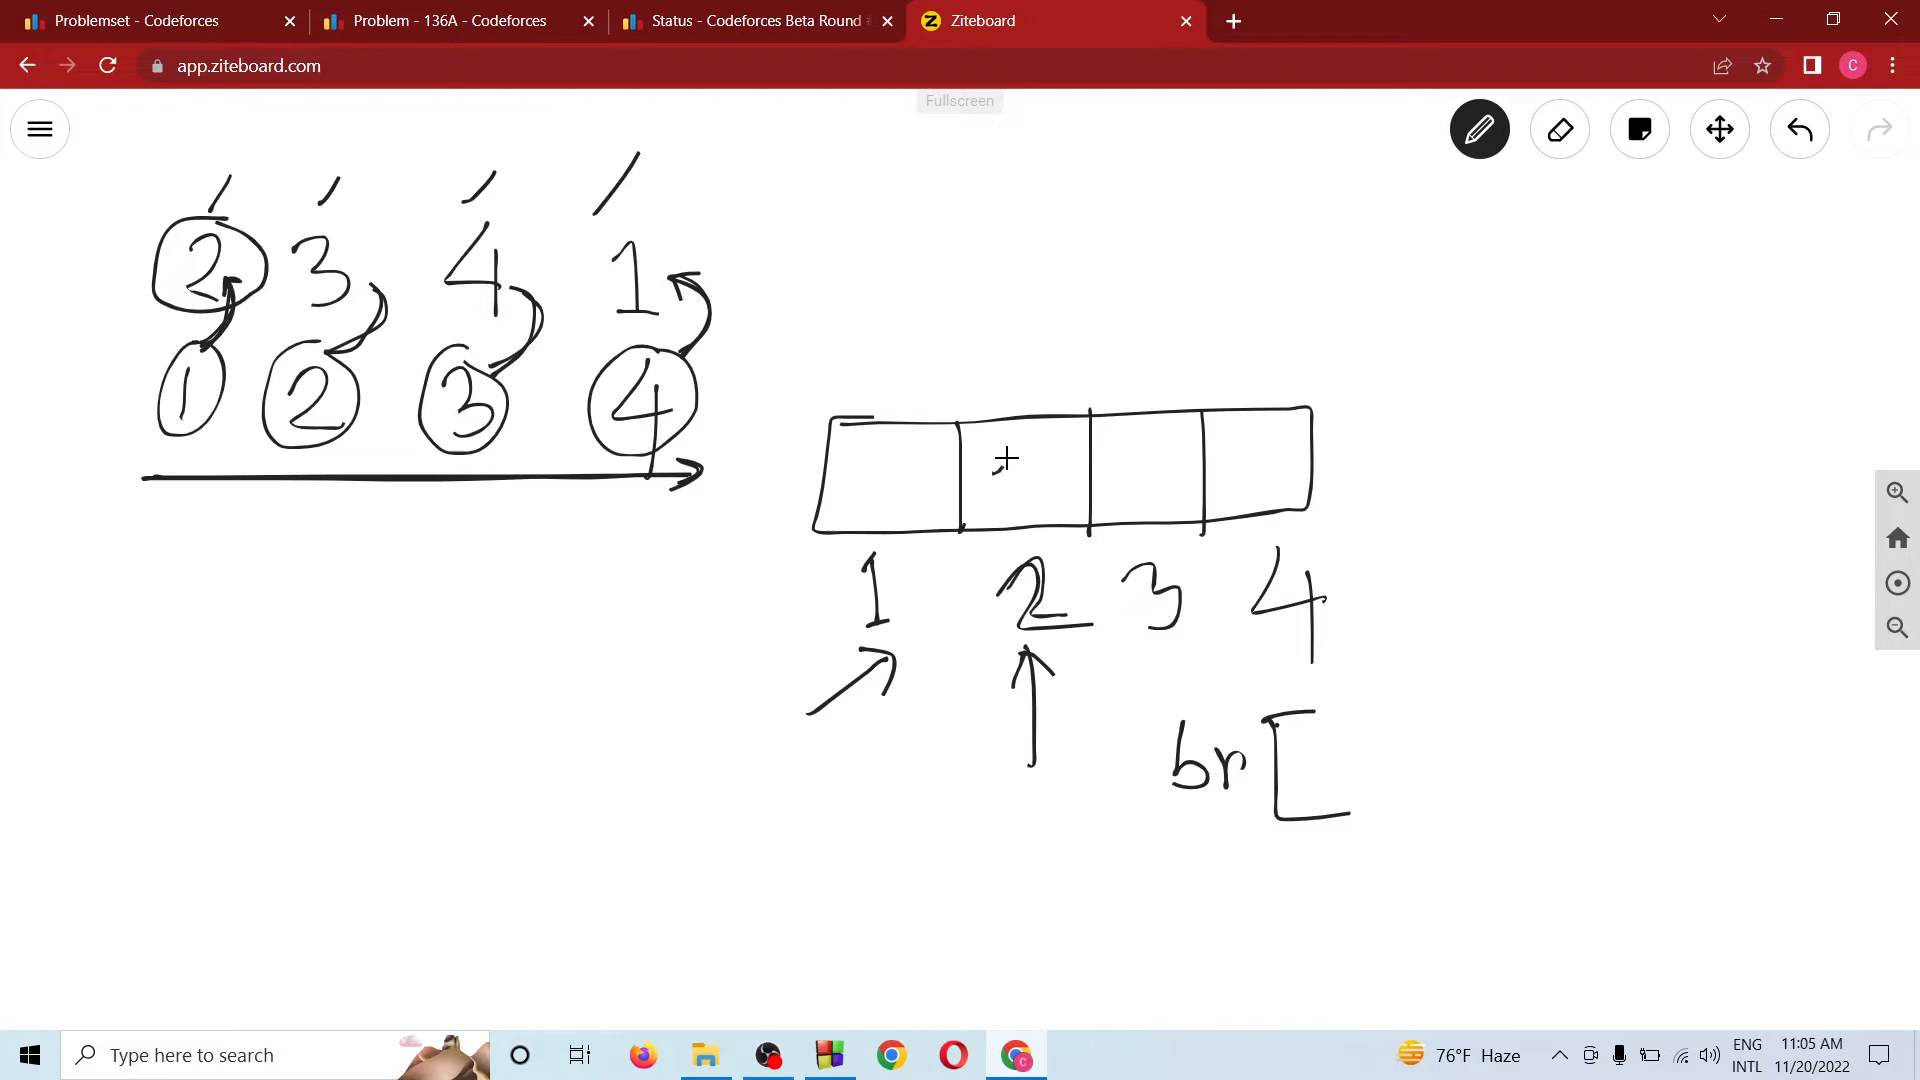 Problemset - Codeforces
Problem - 136A - Codeforces
Status - Codeforces Beta Round
Ziteboard
app.ziteboard.com
C
Fullscreen
2 3 4 1
1 2 3 4
1 2 3 4
br[
Type here to search
76°F Haze
ENG
INTL
11:05 AM
11/20/2022